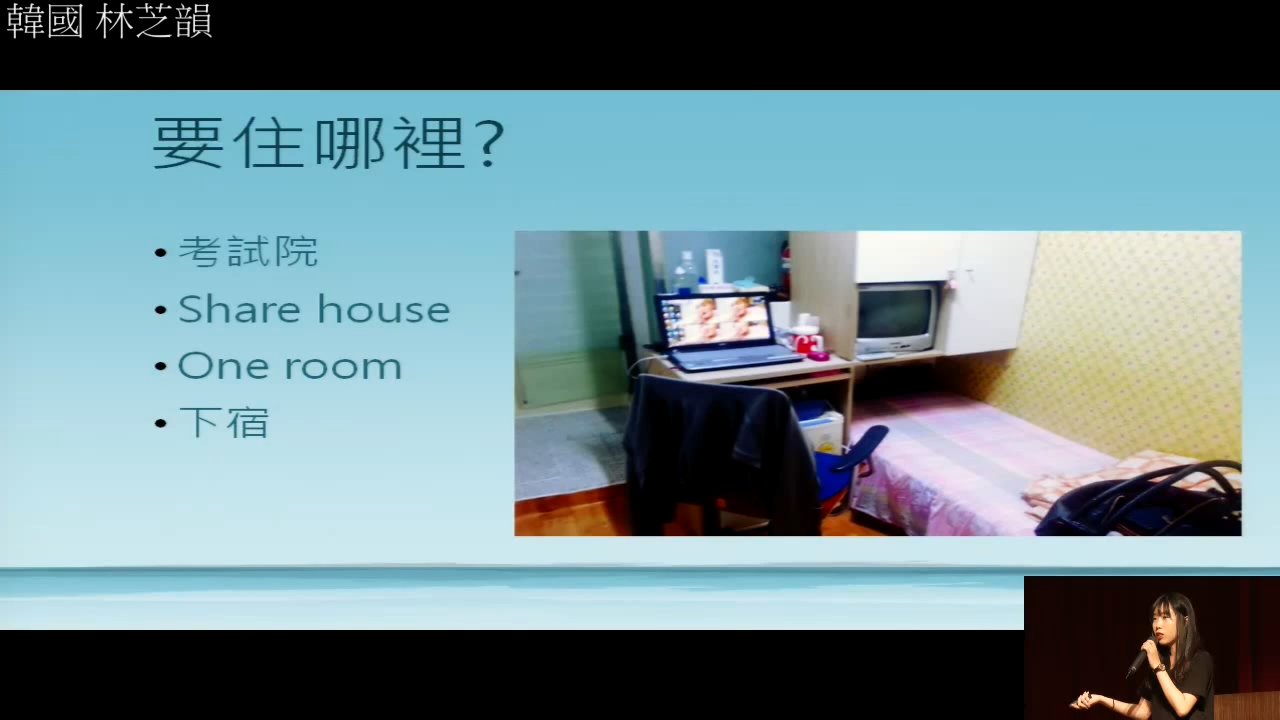 韓國 林芝韻
要住哪裡?
• 考試院
• Share house
• One room
• 下宿